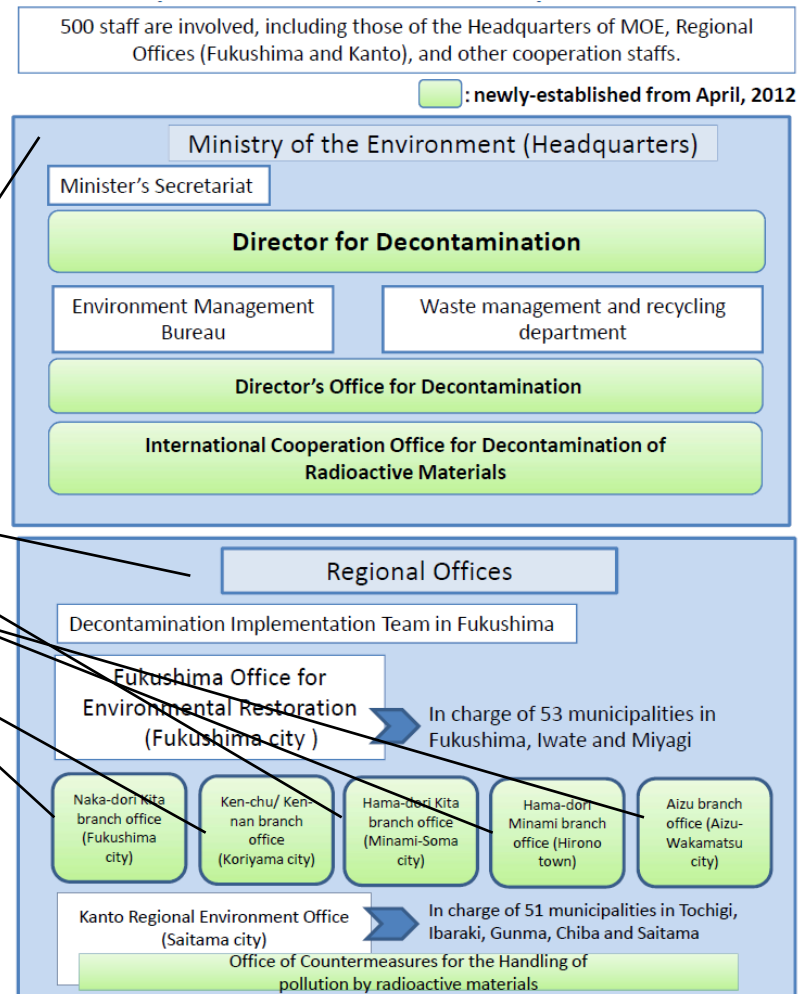 500 staff are involved, including those of the Headquarters of MOE, Regional
Offices (Fukushima and Kanto), and other cooperation staffs.
: newly-established from April, 2012
Ministry of the Environment (Headquarters)
Minister's Secretariat
Director for Decontamination
Environment Management
Bureau
Waste management and recycling
department
Director's Office for Decontamination
International Cooperation Office for Decontamination of
Radioactive Materials
Regional Offices
Decontamination Implementation Team in Fukushima
Fukushima Office for
Environmental Restoration
(Fukushima city )
In charge of 53 municipalities in
Fukushima, Iwate and Miyagi
Naka-dori Kita
branch office
(Fukushima
city)
Ken-chu/ Ken-
nan branch
office
(Koriyama city)
Hama-dori Kita
branch office
(Minami-Soma
city)
Hama-dori
Minami branch
office (Hirono
town)
Aizu branch
office (Aizu-
Wakamatsu
city)
Kanto Regional Environment Office
(Saitama city)
In charge of 51 municipalities in Tochigi,
Ibaraki, Gunma, Chiba and Saitama
Office of Countermeasures for the Handling of
pollution by radioactive materials